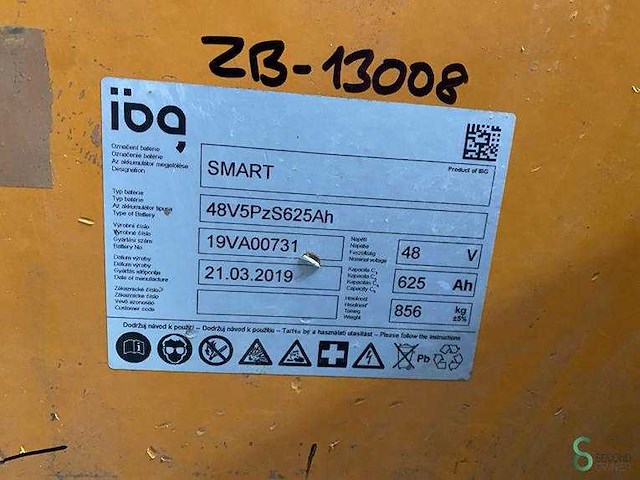 ZB-13008
ibg
Označení baterie
Označenie batérie
Az akkumulátor megjelölése
Designation
SMART
Product of IBG
Typ baterie
Typ batérie
Az akkumulátor típusa
Type of Battery
48V5PzS625Ah
Výrobní číslo
Výrobné číslo
Gyártási szám
Battery No
19VA00731
Napětí
Napätie
Feszültség
Nominal voltage
48 V
Datum výroby
Dátum výroby
Gyártás időpontja
Date of manufacture
21.03.2019
Kapacita C5
Kapacita C5
Kapacitás C5
Capacity C5
625 Ah
Zákaznické číslo
Zákaznícke číslo
Vevő azonosító
Customer code
Hmotnost
Hmotnosť
Tömeg
Weight
856 kg ±5%
Dodržuj návod k použití – Dodržuj návod k použitiu – Tartsa be a használati utasítást – Please follow the instructions
Pb
SECOND